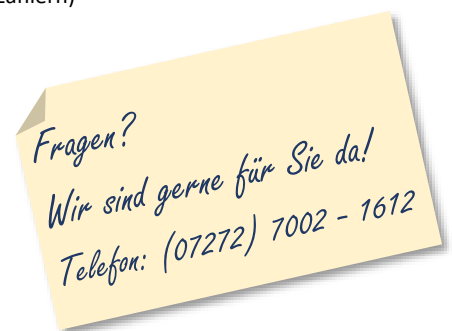 Fragen?
Wir sind gerne für Sie da!
Telefon: (07272) 7002 - 1612